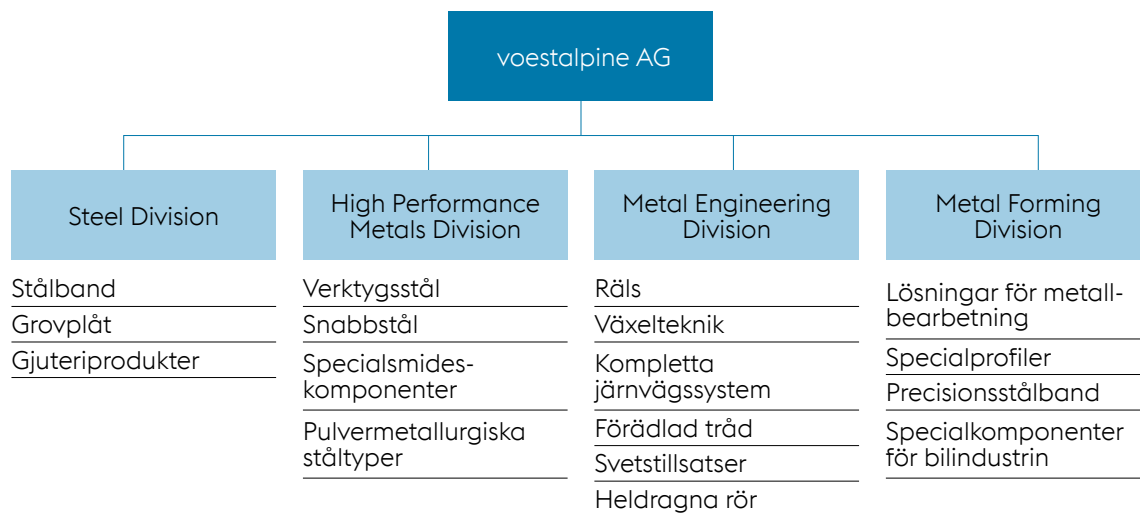 voestalpine AG
Steel Division
Stålband
Grovplåt
Gjuteriprodukter
High Performance
Metals Division
Verktygsstål
Snabbstål
Specialsmides-
komponenter
Pulvermetallurgiska
ståltyper
Metal Engineering
Division
Räls
Växelteknik
Kompletta
järnvägssystem
Förädlad tråd
Svetstillsatser
Heldragna rör
Metal Forming
Division
Lösningar för metall-
bearbetning
Specialprofiler
Precisionsstålband
Specialkomponenter
för bilindustrin